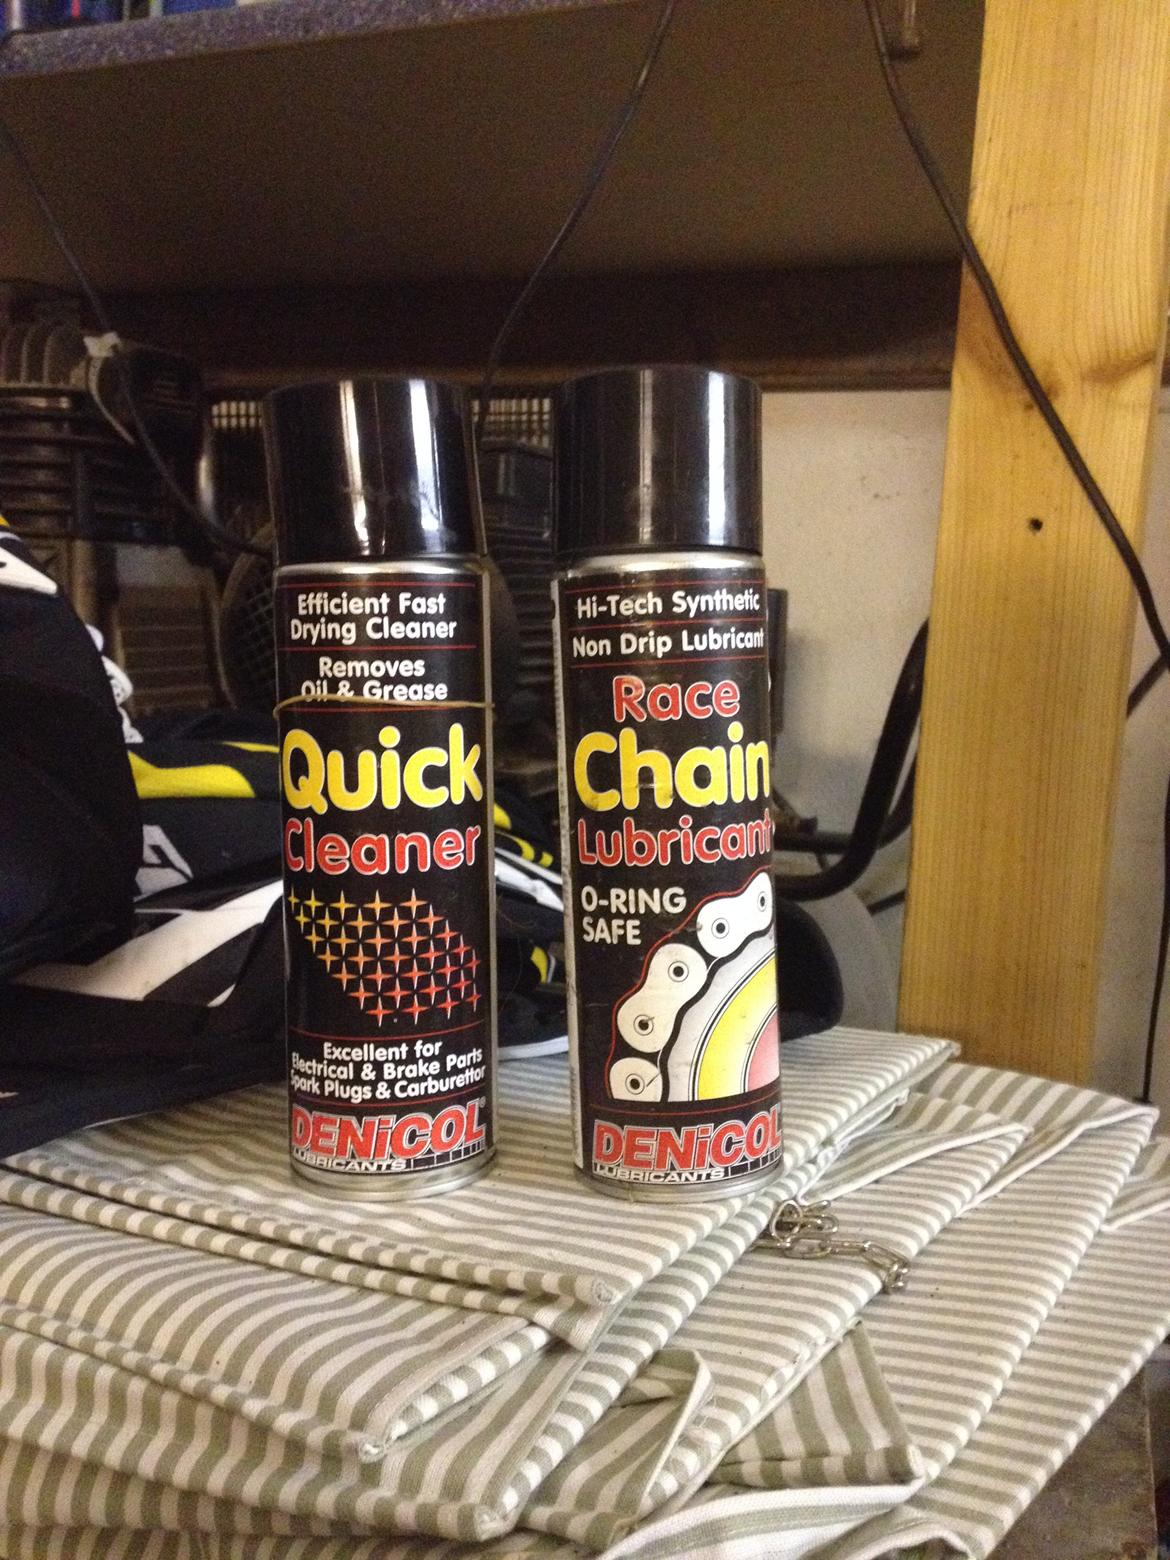 Efficient Fast
Drying Cleaner
Removes
Oil & Grease
Quick
Cleaner
Excellent for
Electrical & Brake Parts
Spark Plugs & Carburettor
DENiCOL®
LUBRICANTS
Hi-Tech Synthetic
Non Drip Lubricant
Race
Chain
Lubricant
O-RING
SAFE
DENiCOL
LUBRICANTS